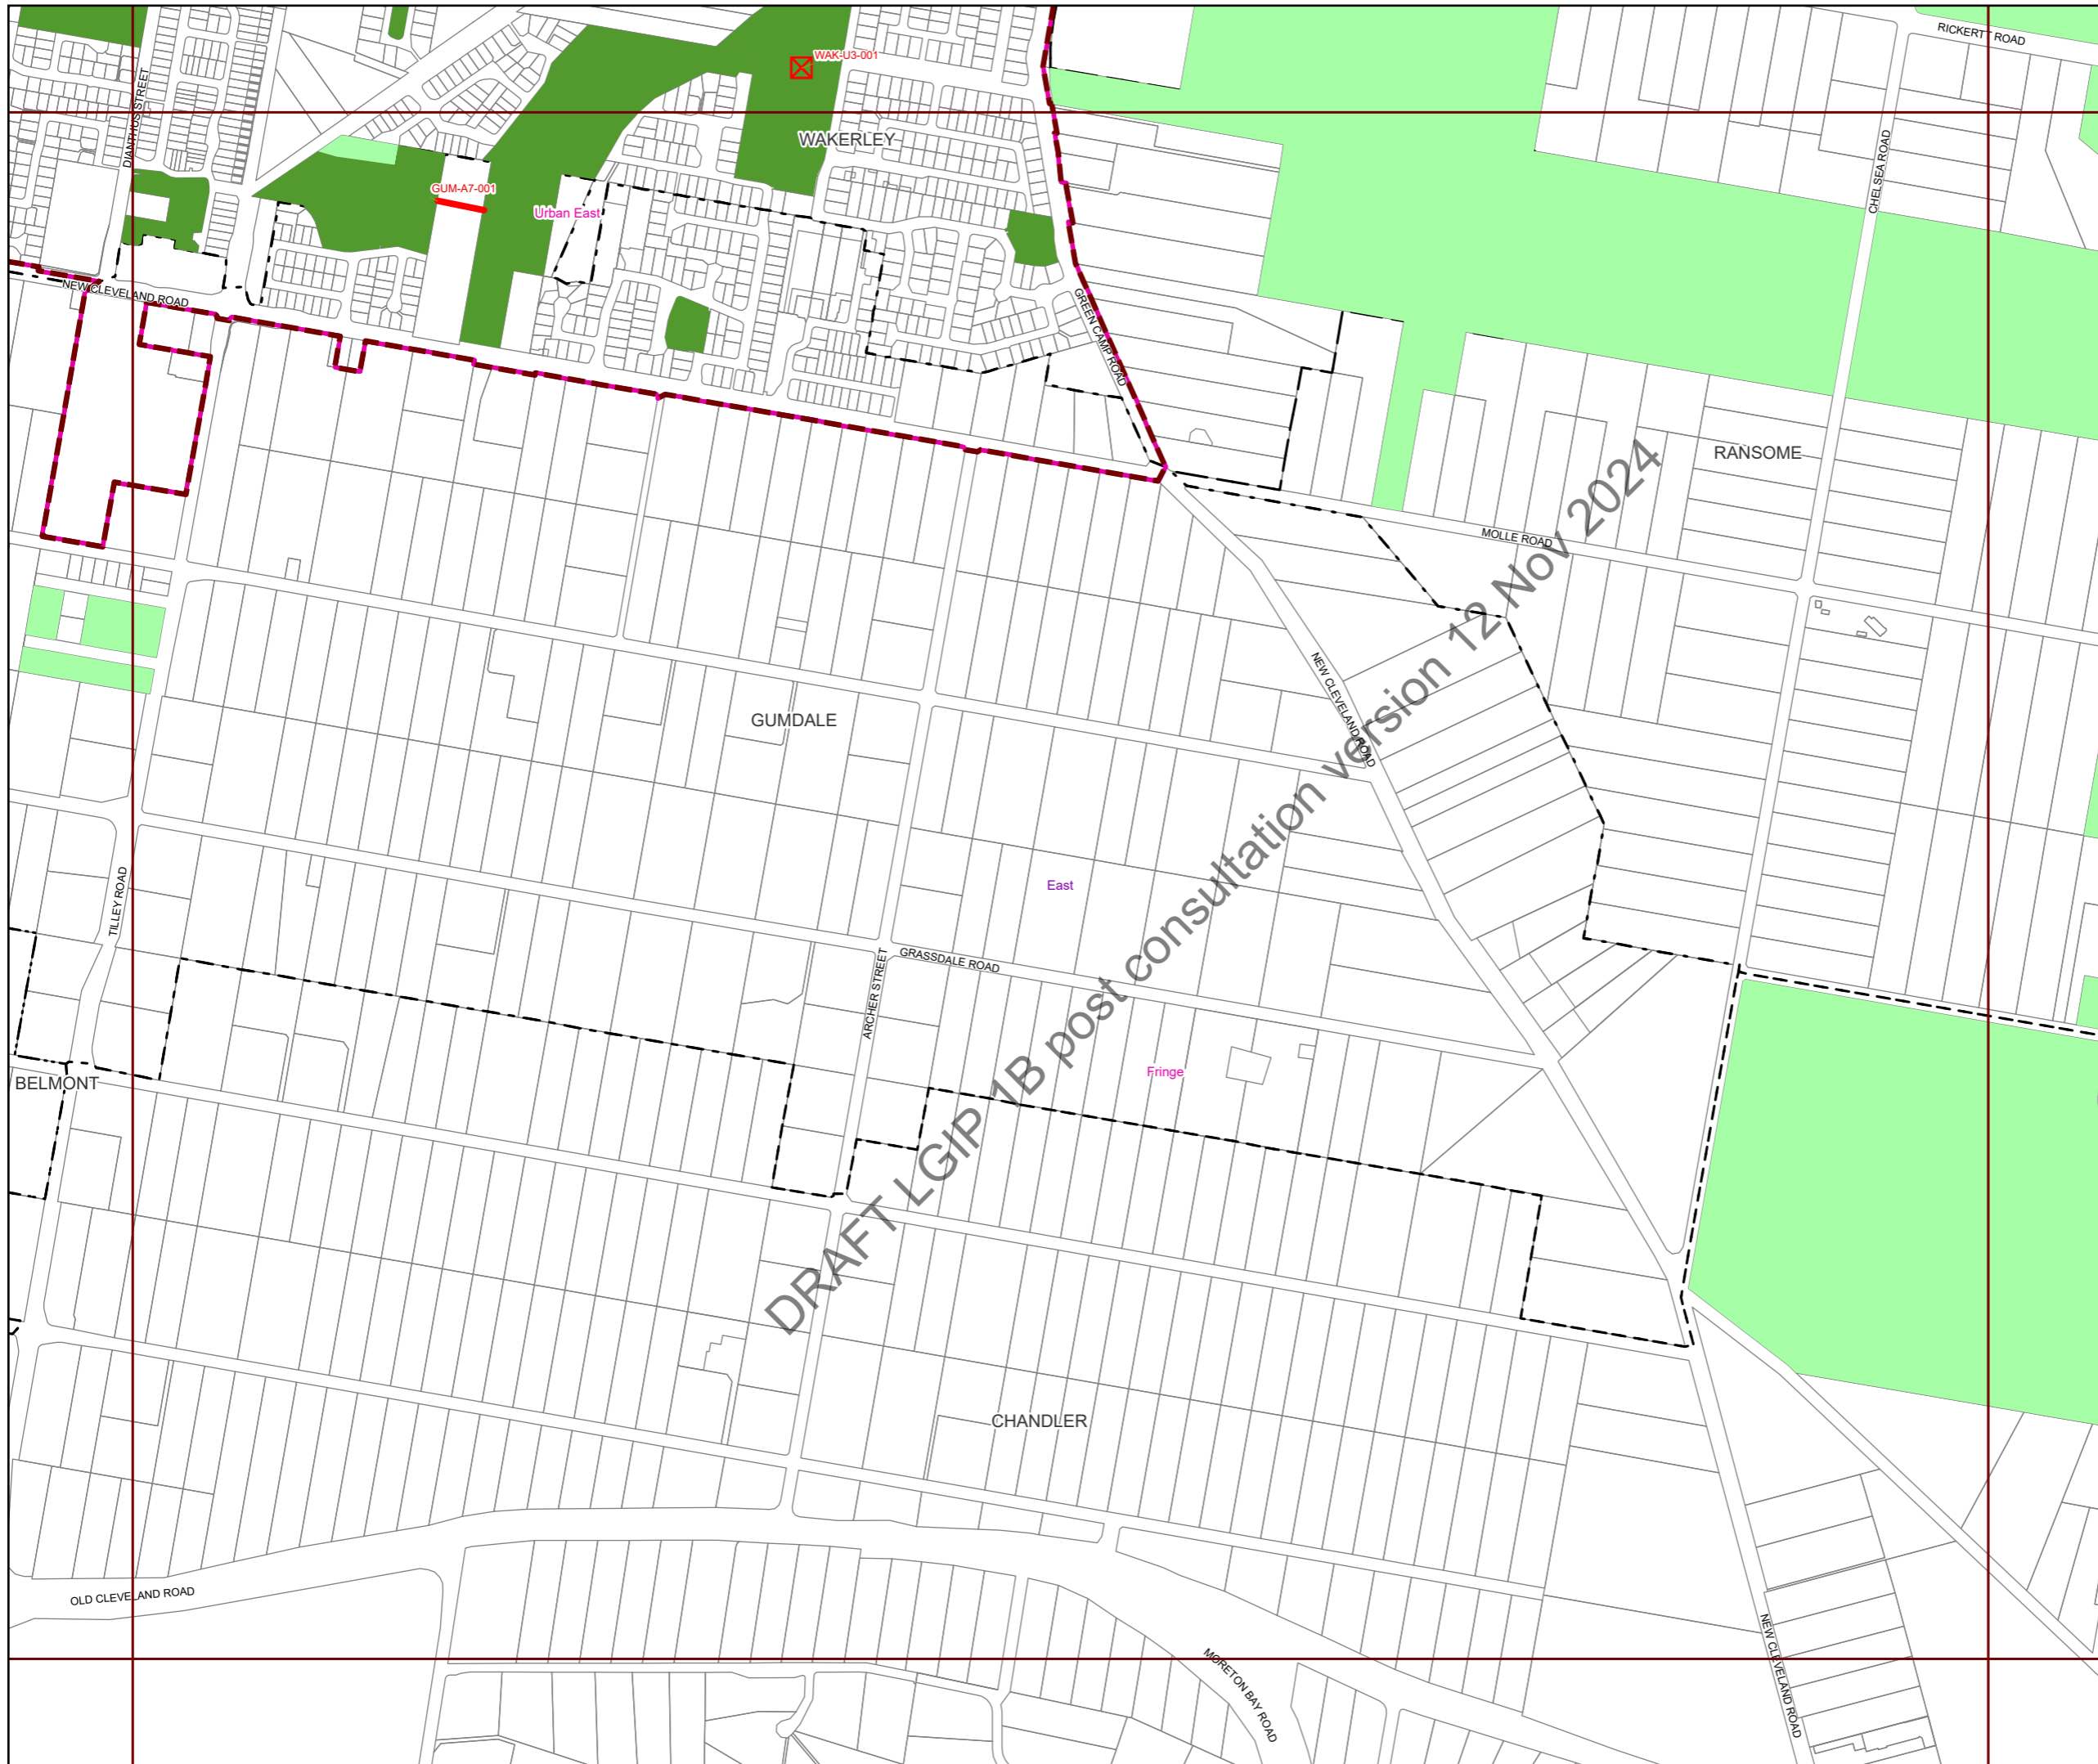 RICKERTT ROAD
WAK-U3-001
DIANTHUS STREET
WAKERLEY
CHELSEA ROAD
GUM-A7-001
Urban East
NEW CLEVELAND ROAD
GREEN CAMP ROAD
RANSOME
MOLLE ROAD
NEW CLEVELAND ROAD
GUMDALE
East
TILLEY ROAD
GRASSDALE ROAD
ARCHER STREET
Fringe
BELMONT
DRAFT LGIP 1B post consultation version 12 Nov 2024
CHANDLER
OLD CLEVELAND ROAD
NEW CLEVELAND ROAD
MORETON BAY ROAD